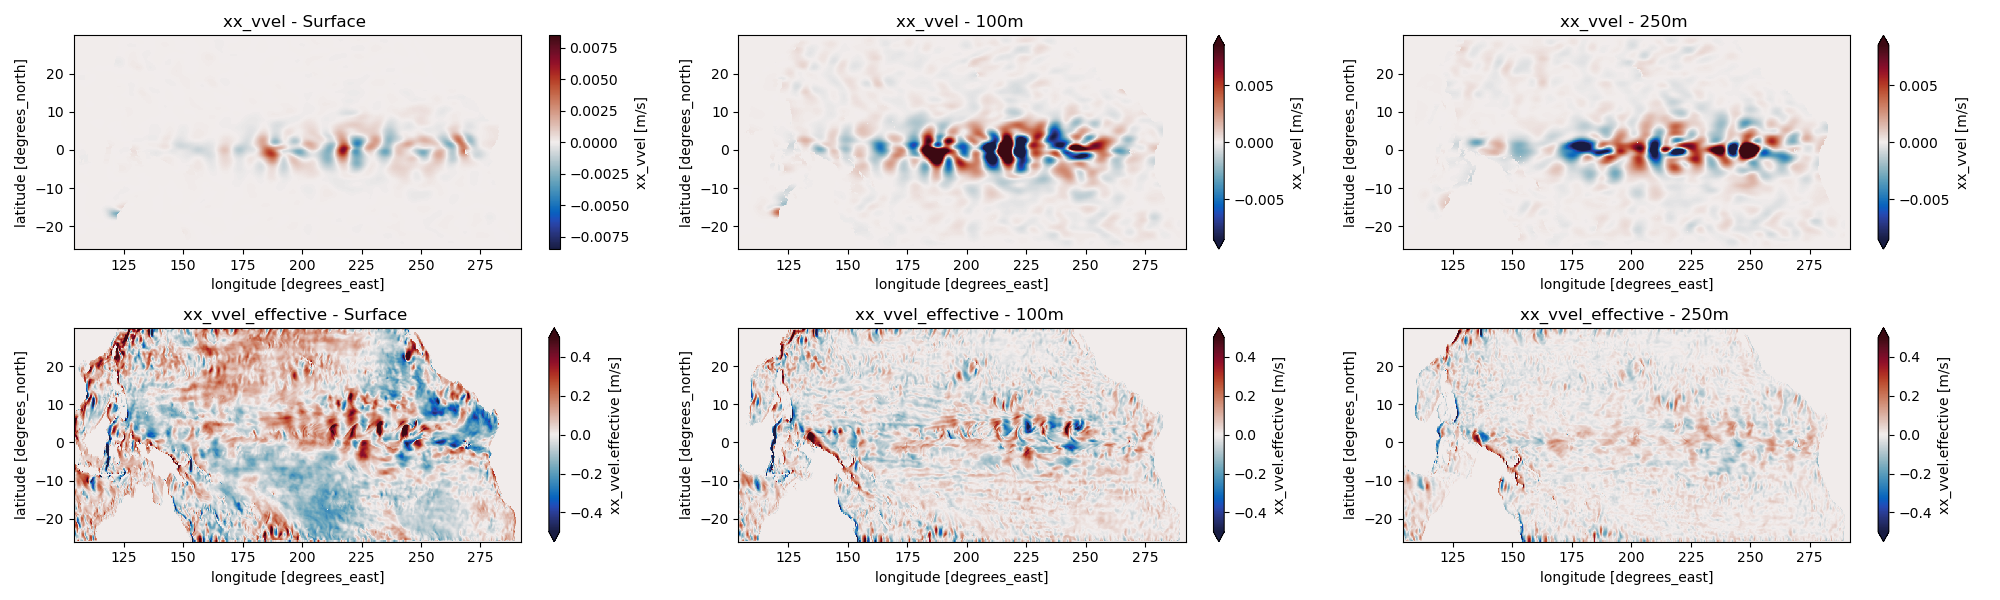 xx_vvel - Surface
20
10
0
−10
−20
125 150 175 200 225 250 275
latitude [degrees_north]
longitude [degrees_east]
0.0075
0.0050
0.0025
0.0000
−0.0025
−0.0050
−0.0075
xx_vvel [m/s]
xx_vvel - 100m
20
10
0
−10
−20
125 150 175 200 225 250 275
latitude [degrees_north]
longitude [degrees_east]
0.005
0.000
−0.005
xx_vvel [m/s]
xx_vvel - 250m
20
10
0
−10
−20
125 150 175 200 225 250 275
latitude [degrees_north]
longitude [degrees_east]
0.005
0.000
−0.005
xx_vvel [m/s]
xx_vvel_effective - Surface
20
10
0
−10
−20
125 150 175 200 225 250 275
latitude [degrees_north]
longitude [degrees_east]
0.4
0.2
0.0
−0.2
−0.4
xx_vvel.effective [m/s]
xx_vvel_effective - 100m
20
10
0
−10
−20
125 150 175 200 225 250 275
latitude [degrees_north]
longitude [degrees_east]
0.4
0.2
0.0
−0.2
−0.4
xx_vvel.effective [m/s]
xx_vvel_effective - 250m
20
10
0
−10
−20
125 150 175 200 225 250 275
latitude [degrees_north]
longitude [degrees_east]
0.4
0.2
0.0
−0.2
−0.4
xx_vvel.effective [m/s]